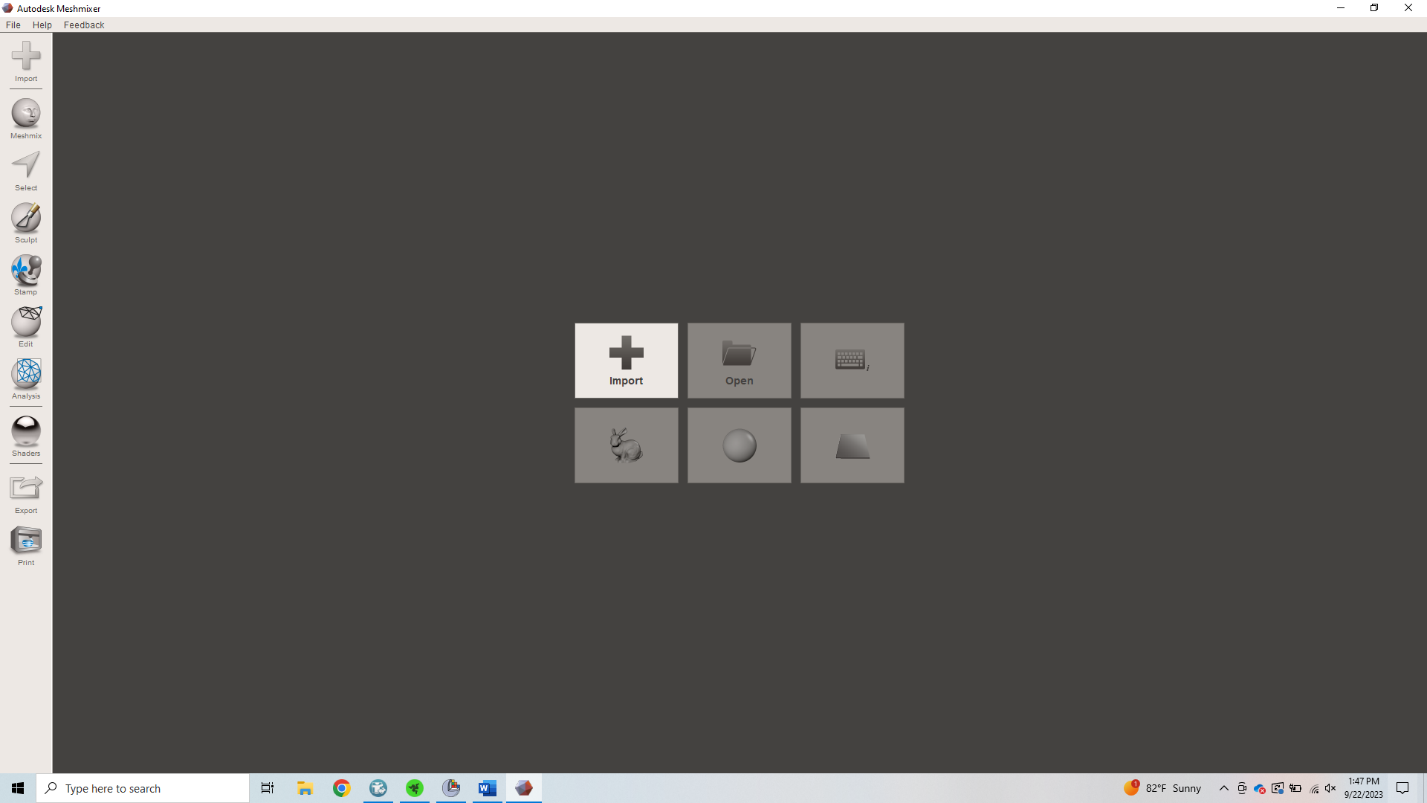 Autodesk Meshmixer
File Help Feedback
Import
Meshmix
Select
Sculpt
Stamp
Edit
Analysis
Shaders
Export
Print
Import
Open
i
Type here to search
W
1
82°F Sunny
1:47 PM
9/22/2023